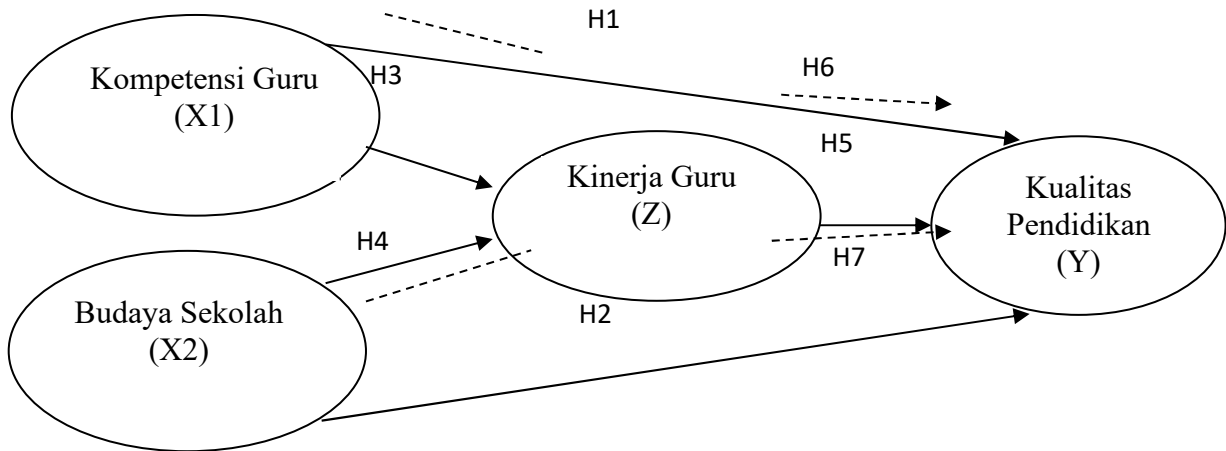 H1
Kompetensi Guru
(X1)
H3
H6
H5
Kinerja Guru
(Z)
Kualitas
Pendidikan
(Y)
H4
H7
H2
Budaya Sekolah
(X2)